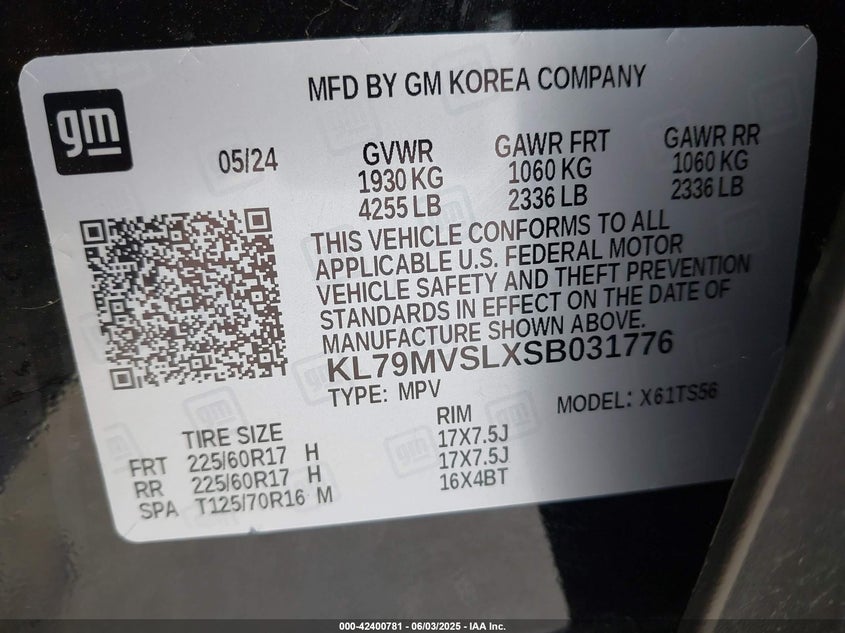 MFD BY GM KOREA COMPANY
gm
05/24 GVWR GAWR FRT GAWR RR
1930 KG 1060 KG 1060 KG
4255 LB 2336 LB 2336 LB
THIS VEHICLE CONFORMS TO ALL
APPLICABLE U.S. FEDERAL MOTOR
VEHICLE SAFETY AND THEFT PREVENTION
STANDARDS IN EFFECT ON THE DATE OF
MANUFACTURE SHOWN ABOVE.
KL79MVSLXSB031776
TYPE: MPV MODEL: X61TS56
TIRE SIZE RIM
FRT 225/60R17 H 17X7.5J
RR 225/60R17 H 17X7.5J
SPA T125/70R16 M 16X4BT
000-42400781 - 06/03/2025 - IAA Inc.